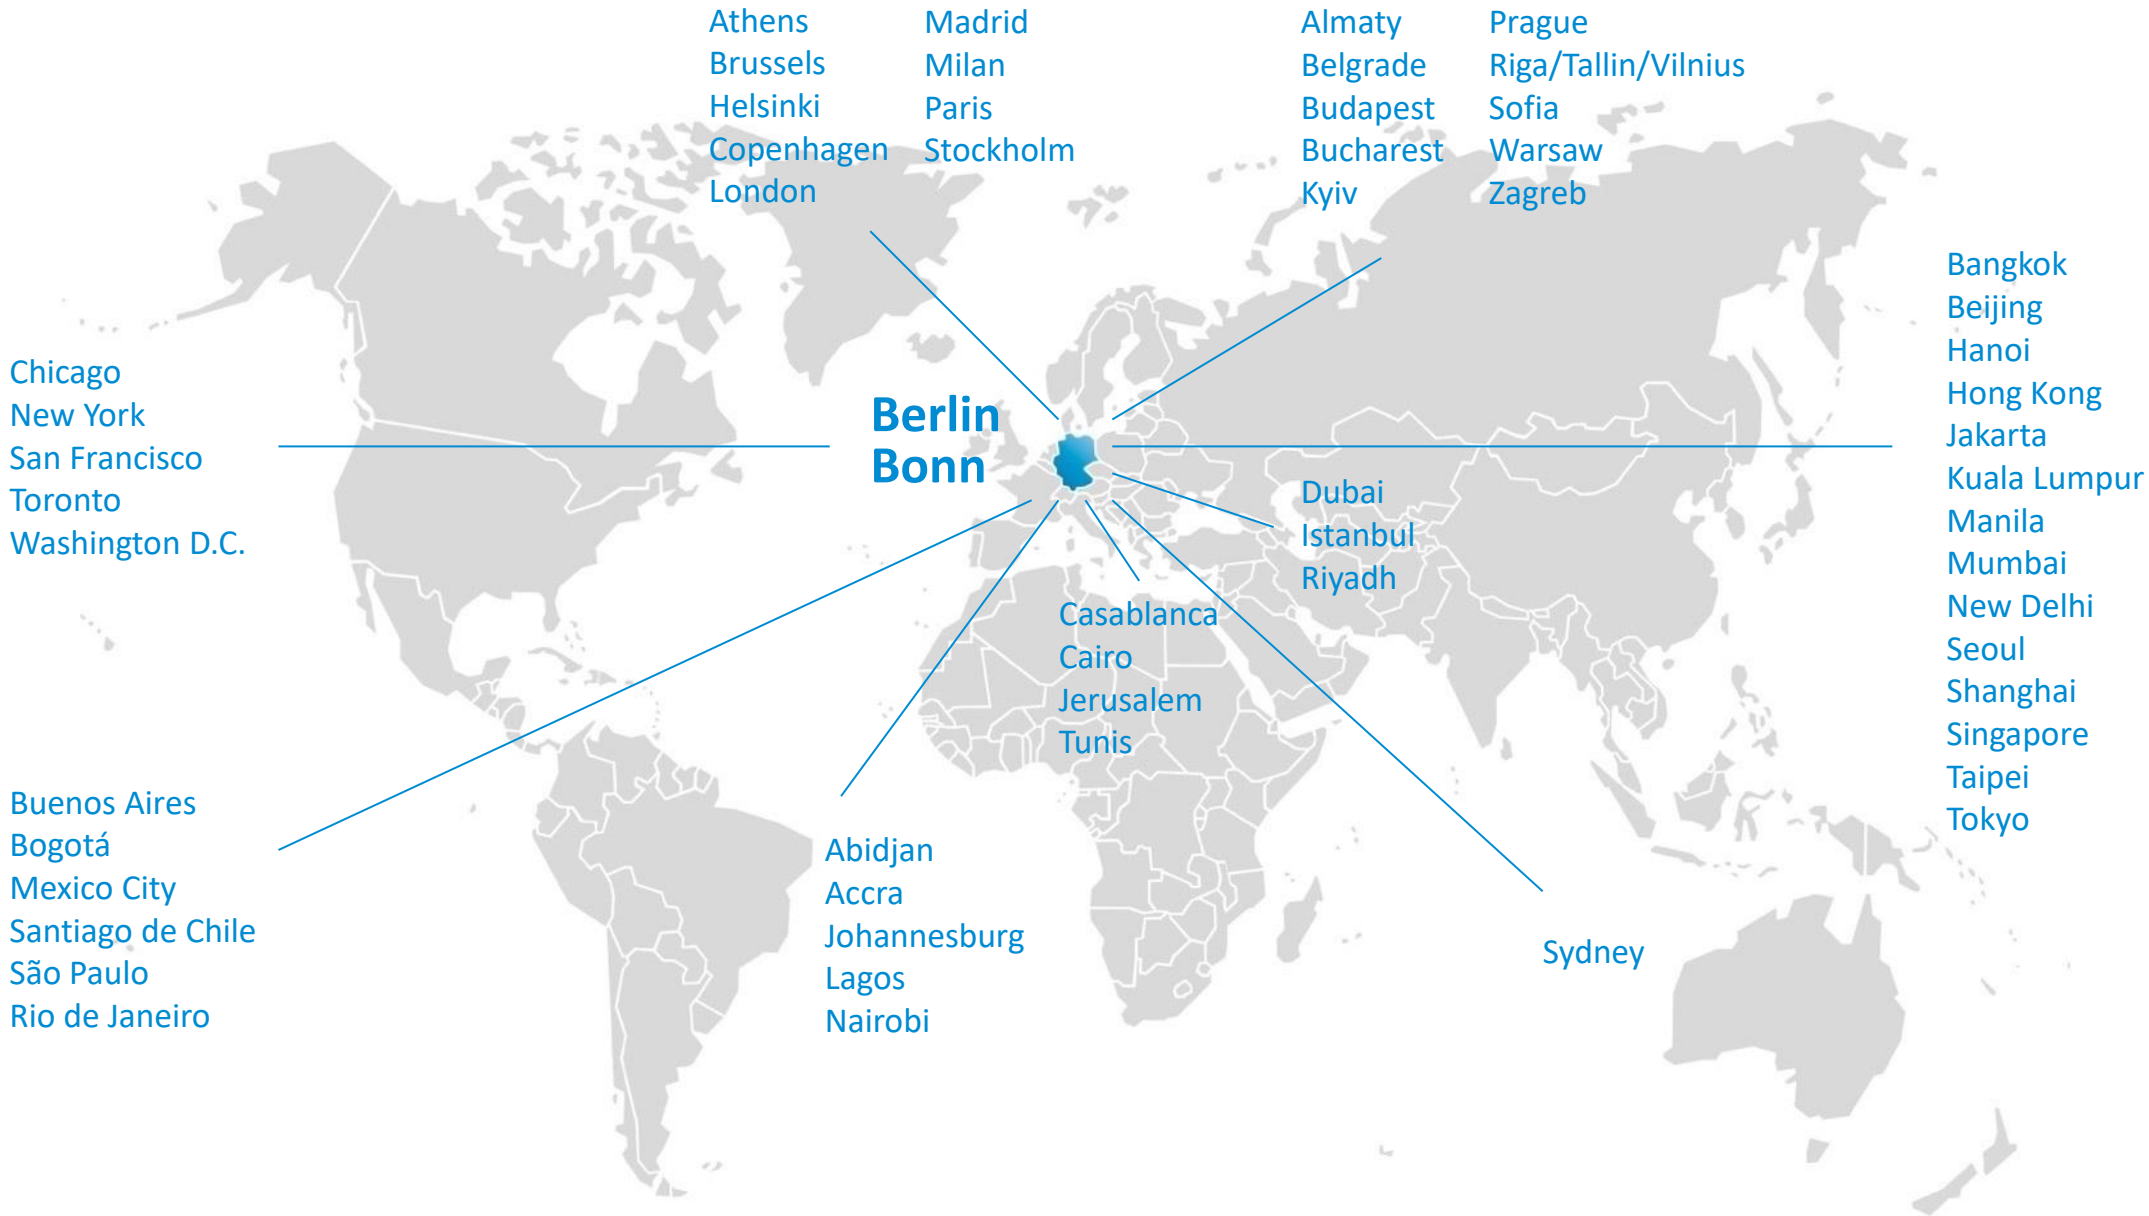 Athens
Brussels
Helsinki
Copenhagen
London
Madrid
Milan
Paris
Stockholm
Almaty
Belgrade
Budapest
Bucharest
Kyiv
Prague
Riga/Tallin/Vilnius
Sofia
Warsaw
Zagreb
Chicago
New York
San Francisco
Toronto
Washington D.C.
Berlin
Bonn
Bangkok
Beijing
Hanoi
Hong Kong
Jakarta
Kuala Lumpur
Manila
Mumbai
New Delhi
Seoul
Shanghai
Singapore
Taipei
Tokyo
Dubai
Istanbul
Riyadh
Casablanca
Cairo
Jerusalem
Tunis
Buenos Aires
Bogotá
Mexico City
Santiago de Chile
São Paulo
Rio de Janeiro
Abidjan
Accra
Johannesburg
Lagos
Nairobi
Sydney